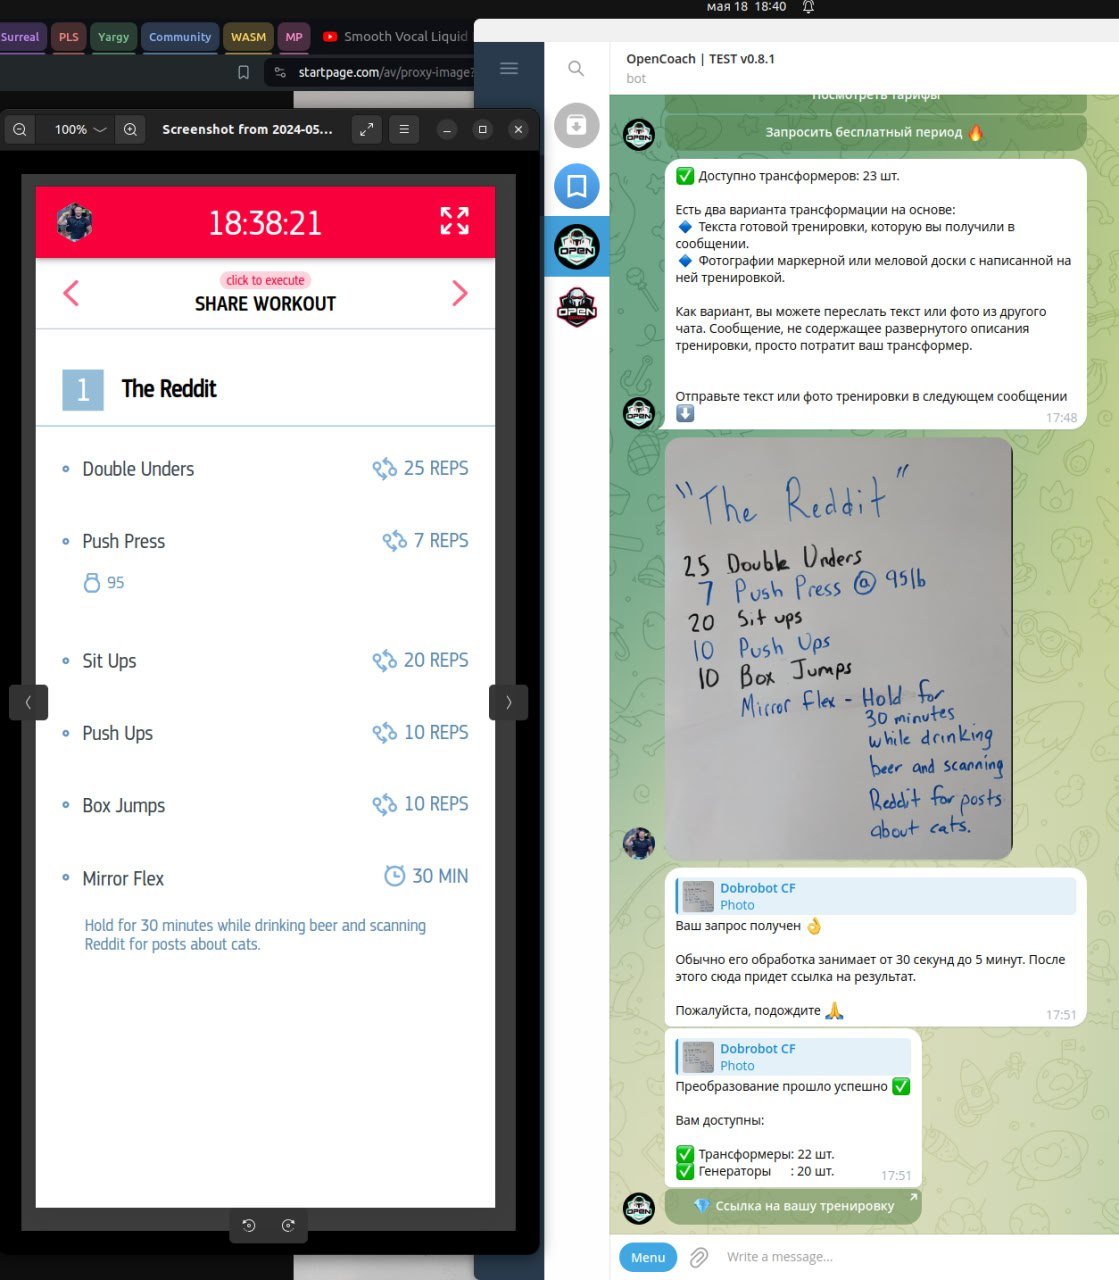 мая 18 18:40
Surreal
PLS
Yargy
Community
WASM
MP
Smooth Vocal Liquid
startpage.com/av/proxy-image?
100%
Screenshot from 2024-05...
18:38:21
click to execute
SHARE WORKOUT
1 The Reddit
Double Unders 25 REPS
Push Press 7 REPS
95
Sit Ups 20 REPS
Push Ups 10 REPS
Box Jumps 10 REPS
Mirror Flex 30 MIN
Hold for 30 minutes while drinking beer and scanning
Reddit for posts about cats.
OpenCoach | TEST v0.8.1
bot
Посмотреть тарифы
Запросить бесплатный период 🔥
✅ Доступно трансформеров: 23 шт.
Есть два варианта трансформации на основе:
🔹 Текста готовой тренировки, которую вы получили в
сообщении.
🔹 Фотографии маркерной или меловой доски с написанной на
ней тренировкой.
Как вариант, вы можете переслать текст или фото из другого
чата. Сообщение, не содержащее развернутого описания
тренировки, просто потратит ваш трансформер.
Отправьте текст или фото тренировки в следующем сообщении
⬇️ 17:48
"The Reddit"
25 Double Unders
7 Push Press @ 95lb
20 Sit ups
10 Push Ups
10 Box Jumps
Mirror Flex - Hold for
30 minutes
while drinking
beer and scanning
Reddit for posts
about cats.
Dobrobot CF
Photo
Ваш запрос получен 👌
Обычно его обработка занимает от 30 секунд до 5 минут. После
этого сюда придет ссылка на результат.
Пожалуйста, подождите 🙏 17:51
Dobrobot CF
Photo
Преобразование прошло успешно ✅
Вам доступны:
✅ Трансформеры: 22 шт.
✅ Генераторы : 20 шт. 17:51
💎 Ссылка на вашу тренировку
Menu
Write a message...
OPEN
OPEN
OPEN
OPEN
OPEN